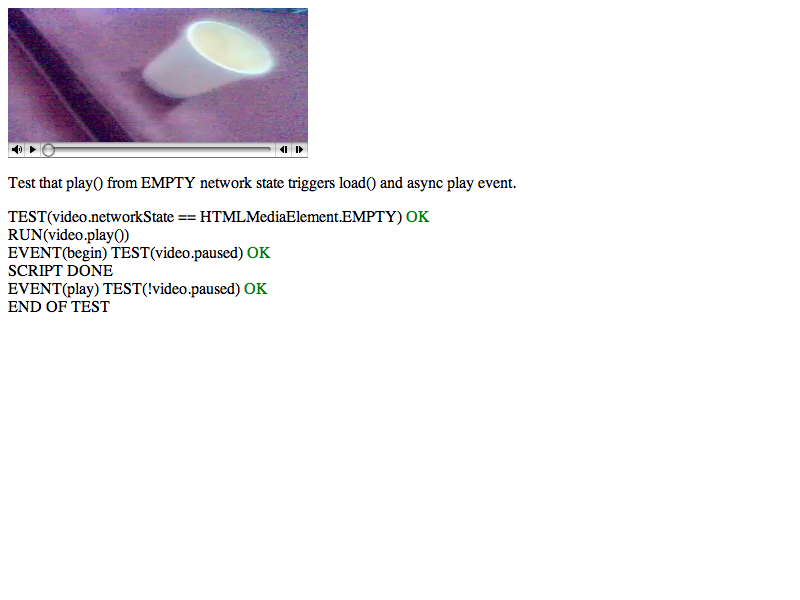 Test that play() from EMPTY network state triggers load() and async play event.
TEST(video.networkState == HTMLMediaElement.EMPTY) OK
RUN(video.play())
EVENT(begin) TEST(video.paused) OK
SCRIPT DONE
EVENT(play) TEST(!video.paused) OK
END OF TEST